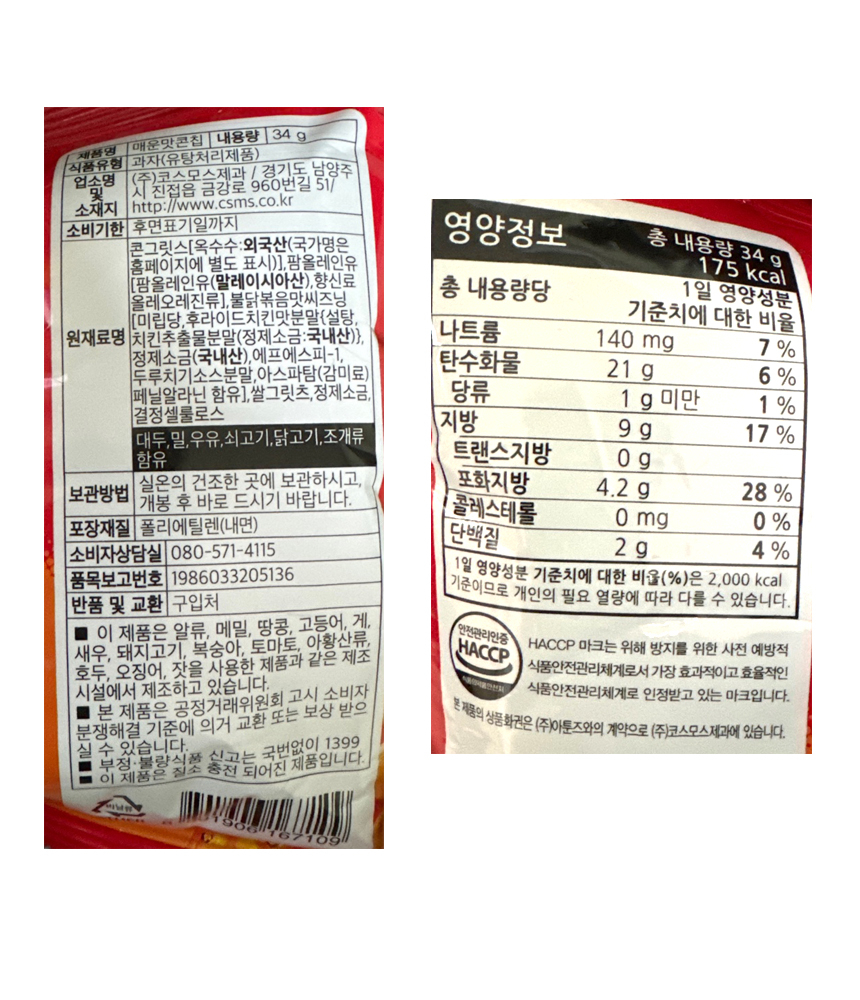 제품명 매운맛콘칩 내용량 34 g
식품유형 과자(유탕처리제품)
업소명 및 소재지 (주)코스모스제과 / 경기도 남양주
시 진접읍 금강로 960번길 51/
http://www.csms.co.kr
소비기한 후면표기일까지
원재료명 콘그릿스[옥수수:외국산(국가명은
홈페이지에 별도 표시)],팜올레인유
[팜올레인유(말레이시아산),향신료
올레오레진류],불닭볶음맛씨즈닝
[미립당,후라이드치킨맛분말{설탕,
치킨추출물분말(정제소금:국내산)},
정제소금(국내산),에프에스피-1,
두루치기소스분말,아스파탐(감미료)
페닐알라닌 함유],쌀그릿츠,정제소금,
결정셀룰로스
대두,밀,우유,쇠고기,닭고기,조개류
함유
보관방법 실온의 건조한 곳에 보관하시고,
개봉 후 바로 드시기 바랍니다.
포장재질 폴리에틸렌(내면)
소비자상담실 080-571-4115
품목보고번호 1986033205136
반품 및 교환 구입처
■ 이 제품은 알류, 메밀, 땅콩, 고등어, 게,
새우, 돼지고기, 복숭아, 토마토, 아황산류,
호두, 오징어, 잣을 사용한 제품과 같은 제조
시설에서 제조하고 있습니다.
■ 본 제품은 공정거래위원회 고시 소비자
분쟁해결 기준에 의거 교환 또는 보상 받으
실 수 있습니다.
■ 부정·불량식품 신고는 국번없이 1399
■ 이 제품은 질소 충전 되어진 제품입니다.
비닐류
1906 167109
영양정보 총 내용량 34 g
175 kcal
총 내용량당 1일 영양성분
기준치에 대한 비율
나트륨 140 mg 7 %
탄수화물 21 g 6 %
당류 1 g 미만 1 %
지방 9 g 17 %
트랜스지방 0 g
포화지방 4.2 g 28 %
콜레스테롤 0 mg 0 %
단백질 2 g 4 %
1일 영양성분 기준치에 대한 비율(%)은 2,000 kcal
기준이므로 개인의 필요 열량에 따라 다를 수 있습니다.
안전관리인증
HACCP
식품의약품안전처
HACCP 마크는 위해 방지를 위한 사전 예방적
식품안전관리체계로서 가장 효과적이고 효율적인
식품안전관리체계로 인정받고 있는 마크입니다.
본 제품의 상품화권은 (주)아툰즈와의 계약으로 (주)코스모스제과에 있습니다.